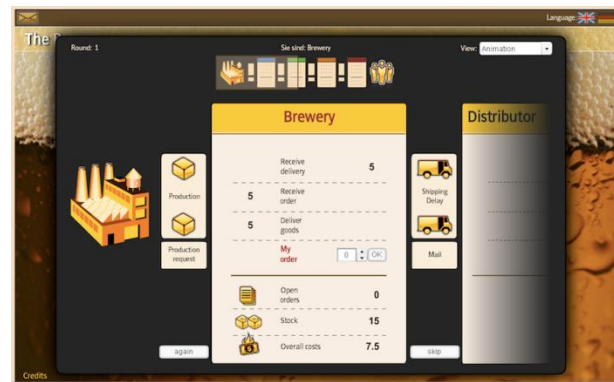 Language:
The
Round: 1
Sie sind: Brewery
View: Animation
Brewery
Distributor
Receive
delivery
5
Production
5
Receive
order
Shipping
Delay
5
Deliver
goods
Production
request
My
order
0
OK
Mail
Open
orders
0
Stock
15
again
Overall costs
7.5
skip
Credits